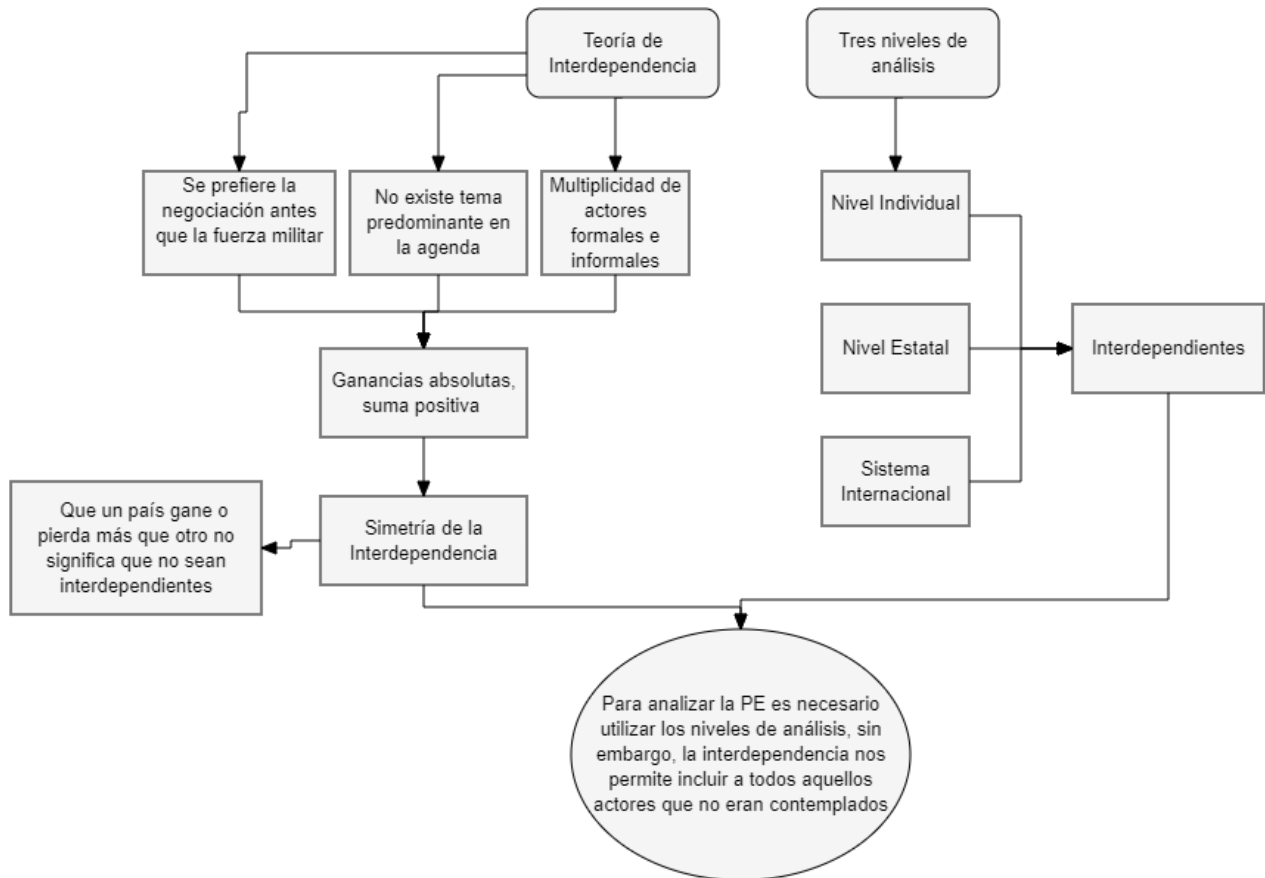 Teoría de
Interdependencia
Tres niveles de
análisis
Se prefiere la
negociación antes
que la fuerza militar
No existe tema
predominante en
la agenda
Multiplicidad de
actores
formales e
informales
Nivel Individual
Ganancias absolutas,
suma positiva
Nivel Estatal
Interdependientes
Sistema
Internacional
Que un país gane o
pierda más que otro no
significa que no sean
interdependientes
Simetría de la
Interdependencia
Para analizar la PE es necesario
utilizar los niveles de análisis, sin
embargo, la interdependencia nos
permite incluir a todos aquellos
actores que no eran contemplados